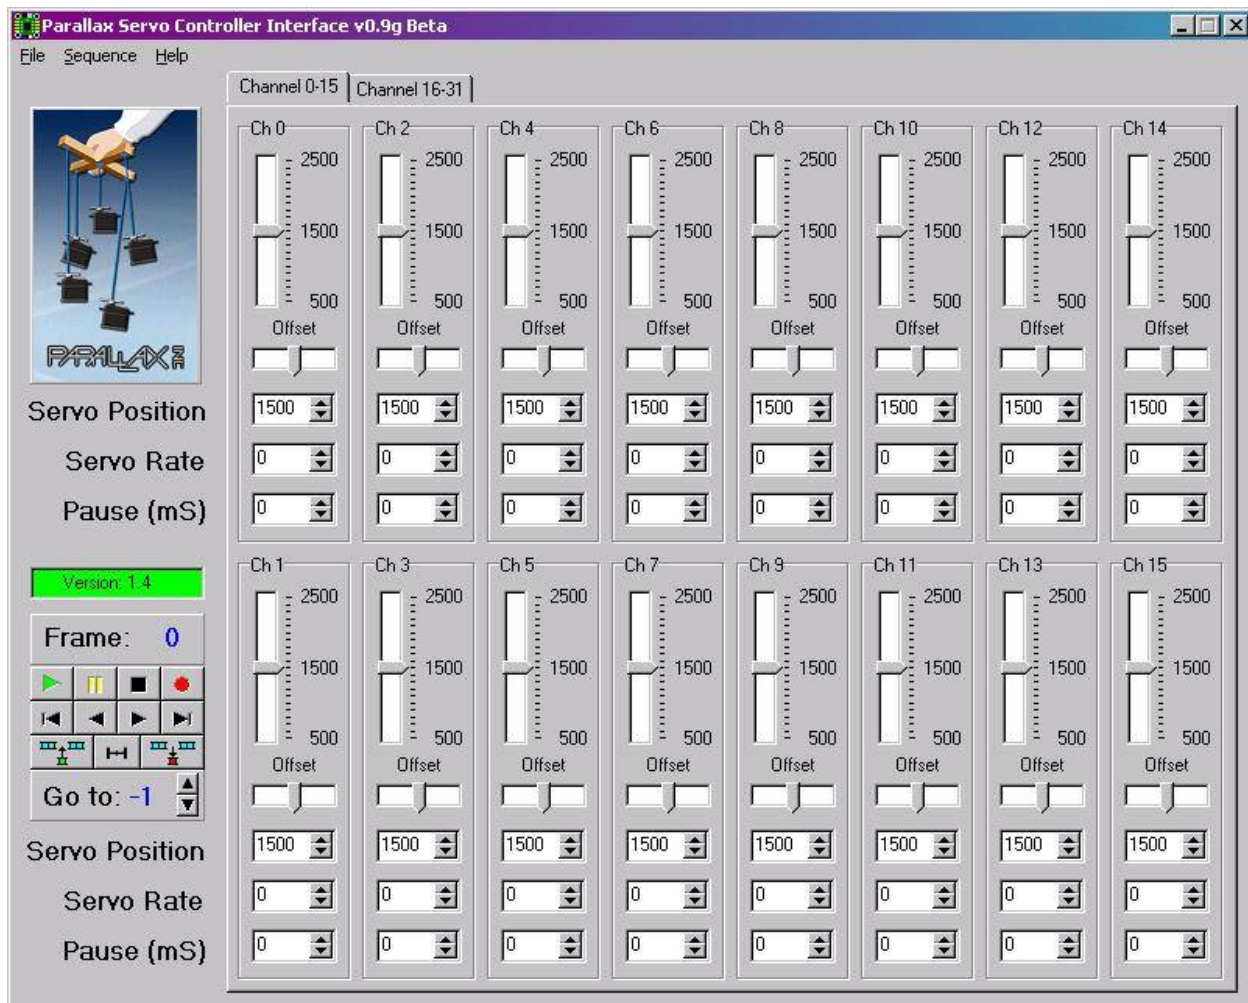 Parallax Servo Controller Interface v0.9g Beta
File Sequence Help
Channel 0-15 Channel 16-31
PARALLAX INC
Ch 0 Ch 2 Ch 4 Ch 6 Ch 8 Ch 10 Ch 12 Ch 14
2500 2500 2500 2500 2500 2500 2500 2500
1500 1500 1500 1500 1500 1500 1500 1500
500 500 500 500 500 500 500 500
Offset Offset Offset Offset Offset Offset Offset Offset
Servo Position 1500 1500 1500 1500 1500 1500 1500 1500
Servo Rate 0 0 0 0 0 0 0 0
Pause (mS) 0 0 0 0 0 0 0 0
Version: 1.4
Frame: 0
Go to: -1
Ch 1 Ch 3 Ch 5 Ch 7 Ch 9 Ch 11 Ch 13 Ch 15
2500 2500 2500 2500 2500 2500 2500 2500
1500 1500 1500 1500 1500 1500 1500 1500
500 500 500 500 500 500 500 500
Offset Offset Offset Offset Offset Offset Offset Offset
Servo Position 1500 1500 1500 1500 1500 1500 1500 1500
Servo Rate 0 0 0 0 0 0 0 0
Pause (mS) 0 0 0 0 0 0 0 0